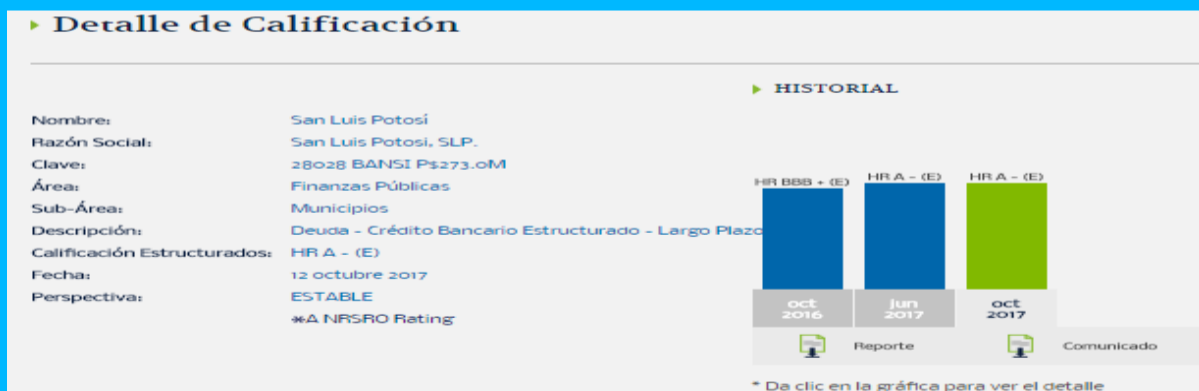 Detalle de Calificación
HISTORIAL
Nombre: San Luis Potosí
Razón Social: San Luis Potosi, SLP.
Clave: 28028 BANSI P$273.0M
Área: Finanzas Públicas
Sub-Área: Municipios
Descripción: Deuda - Crédito Bancario Estructurado - Largo Plazo
Calificación Estructurados: HR A - (E)
Fecha: 12 octubre 2017
Perspectiva: ESTABLE
*A NRSRO Rating
HR BBB + (E) HR A - (E) HR A - (E)
oct 2016 jun 2017 oct 2017
Reporte Comunicado
* Da clic en la gráfica para ver el detalle